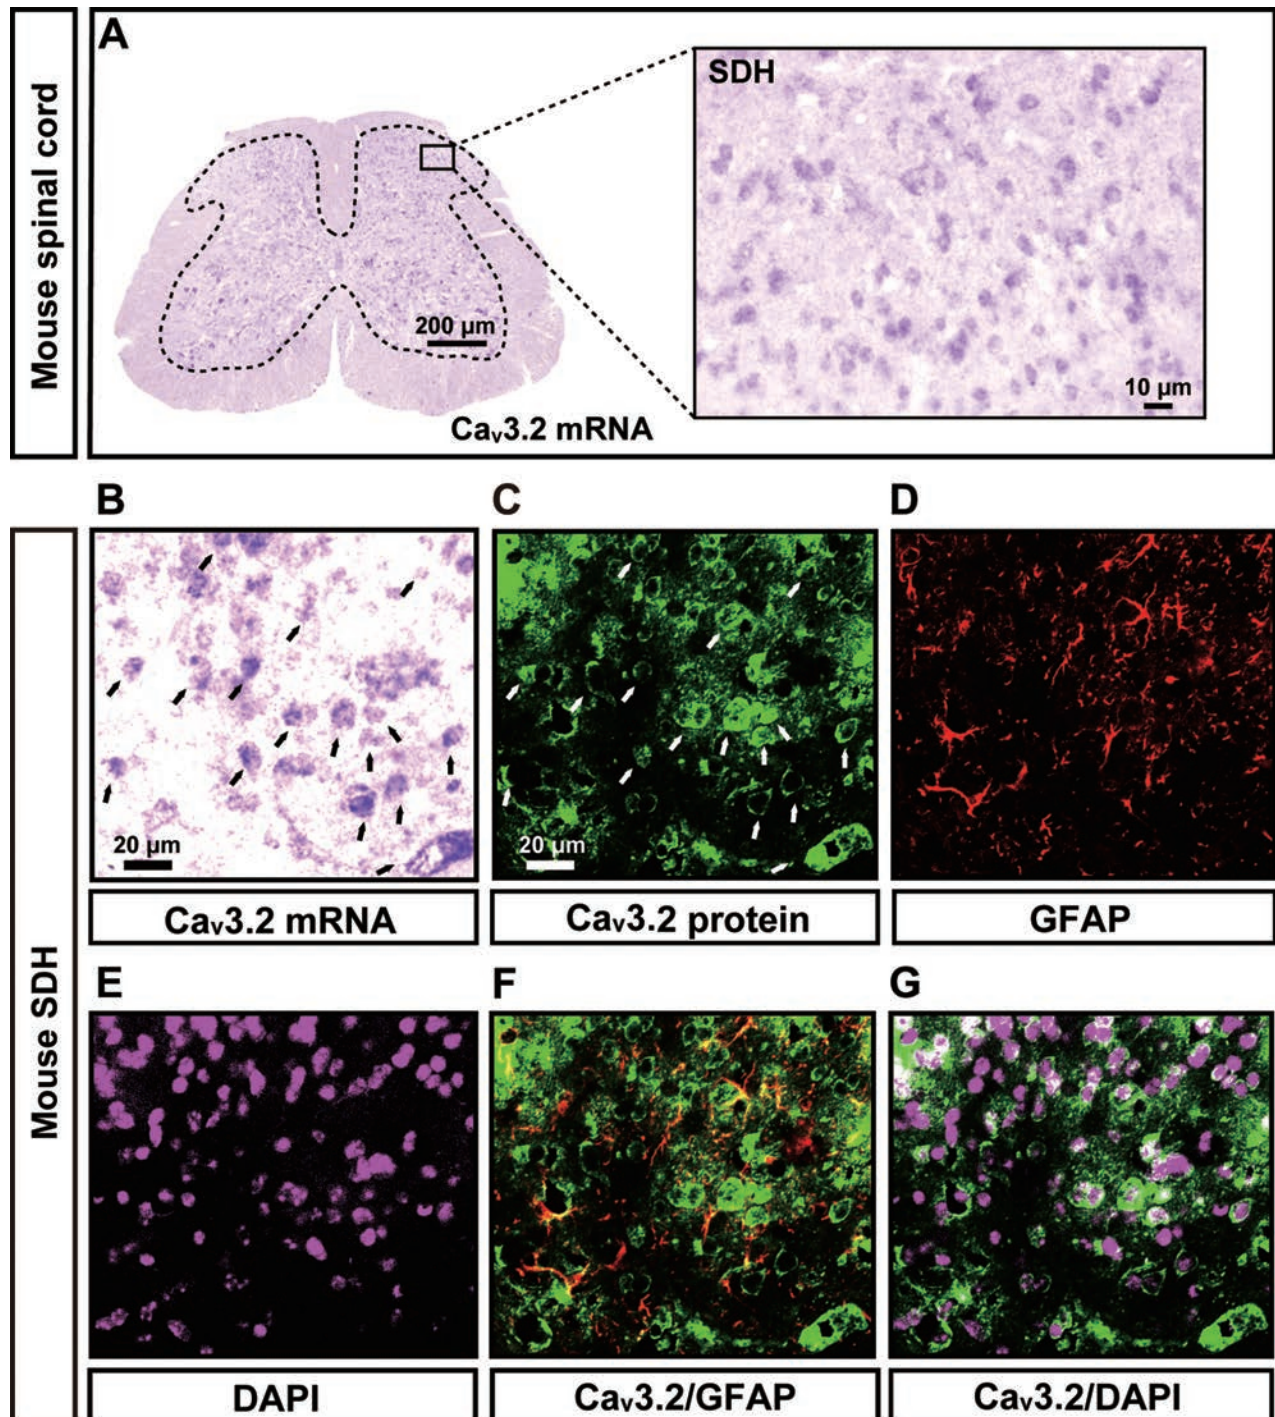 Mouse spinal cord
A
SDH
200 µm
10 µm
Caᵥ3.2 mRNA
Mouse SDH
B
C
D
20 µm
20 µm
Caᵥ3.2 mRNA
Caᵥ3.2 protein
GFAP
E
F
G
DAPI
Caᵥ3.2/GFAP
Caᵥ3.2/DAPI